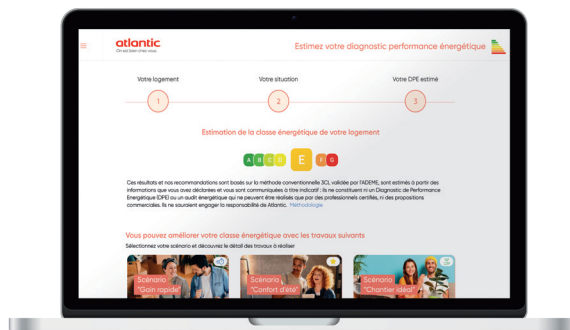 atlantic
On est bien chez vous
Estimez votre diagnostic performance énergétique
Votre logement
Votre situation
Votre DPE estimé
1
2
3
Estimation de la classe énergétique de votre logement
A B C D E F G
Ces résultats et nos recommandations sont basés sur la méthode conventionnelle 3CL validée par l'ADEME, sont estimés à partir des
informations que vous avez déclarées et vous sont communiquées à titre indicatif : ils ne constituent ni un Diagnostic de Performance
Energétique (DPE) ou un audit énergétique qui ne peuvent être réalisés que par des professionnels certifiés, ni des propositions
commerciales. Ils ne sauraient engager la responsabilité de Atlantic. Méthodologie
Vous pouvez améliorer votre classe énergétique avec les travaux suivants
Sélectionnez votre scénario et découvrez le détail des travaux à réaliser
Scénario
"Gain rapide"
Scénario
"Confort d'été"
Scénario
"Chantier idéal"